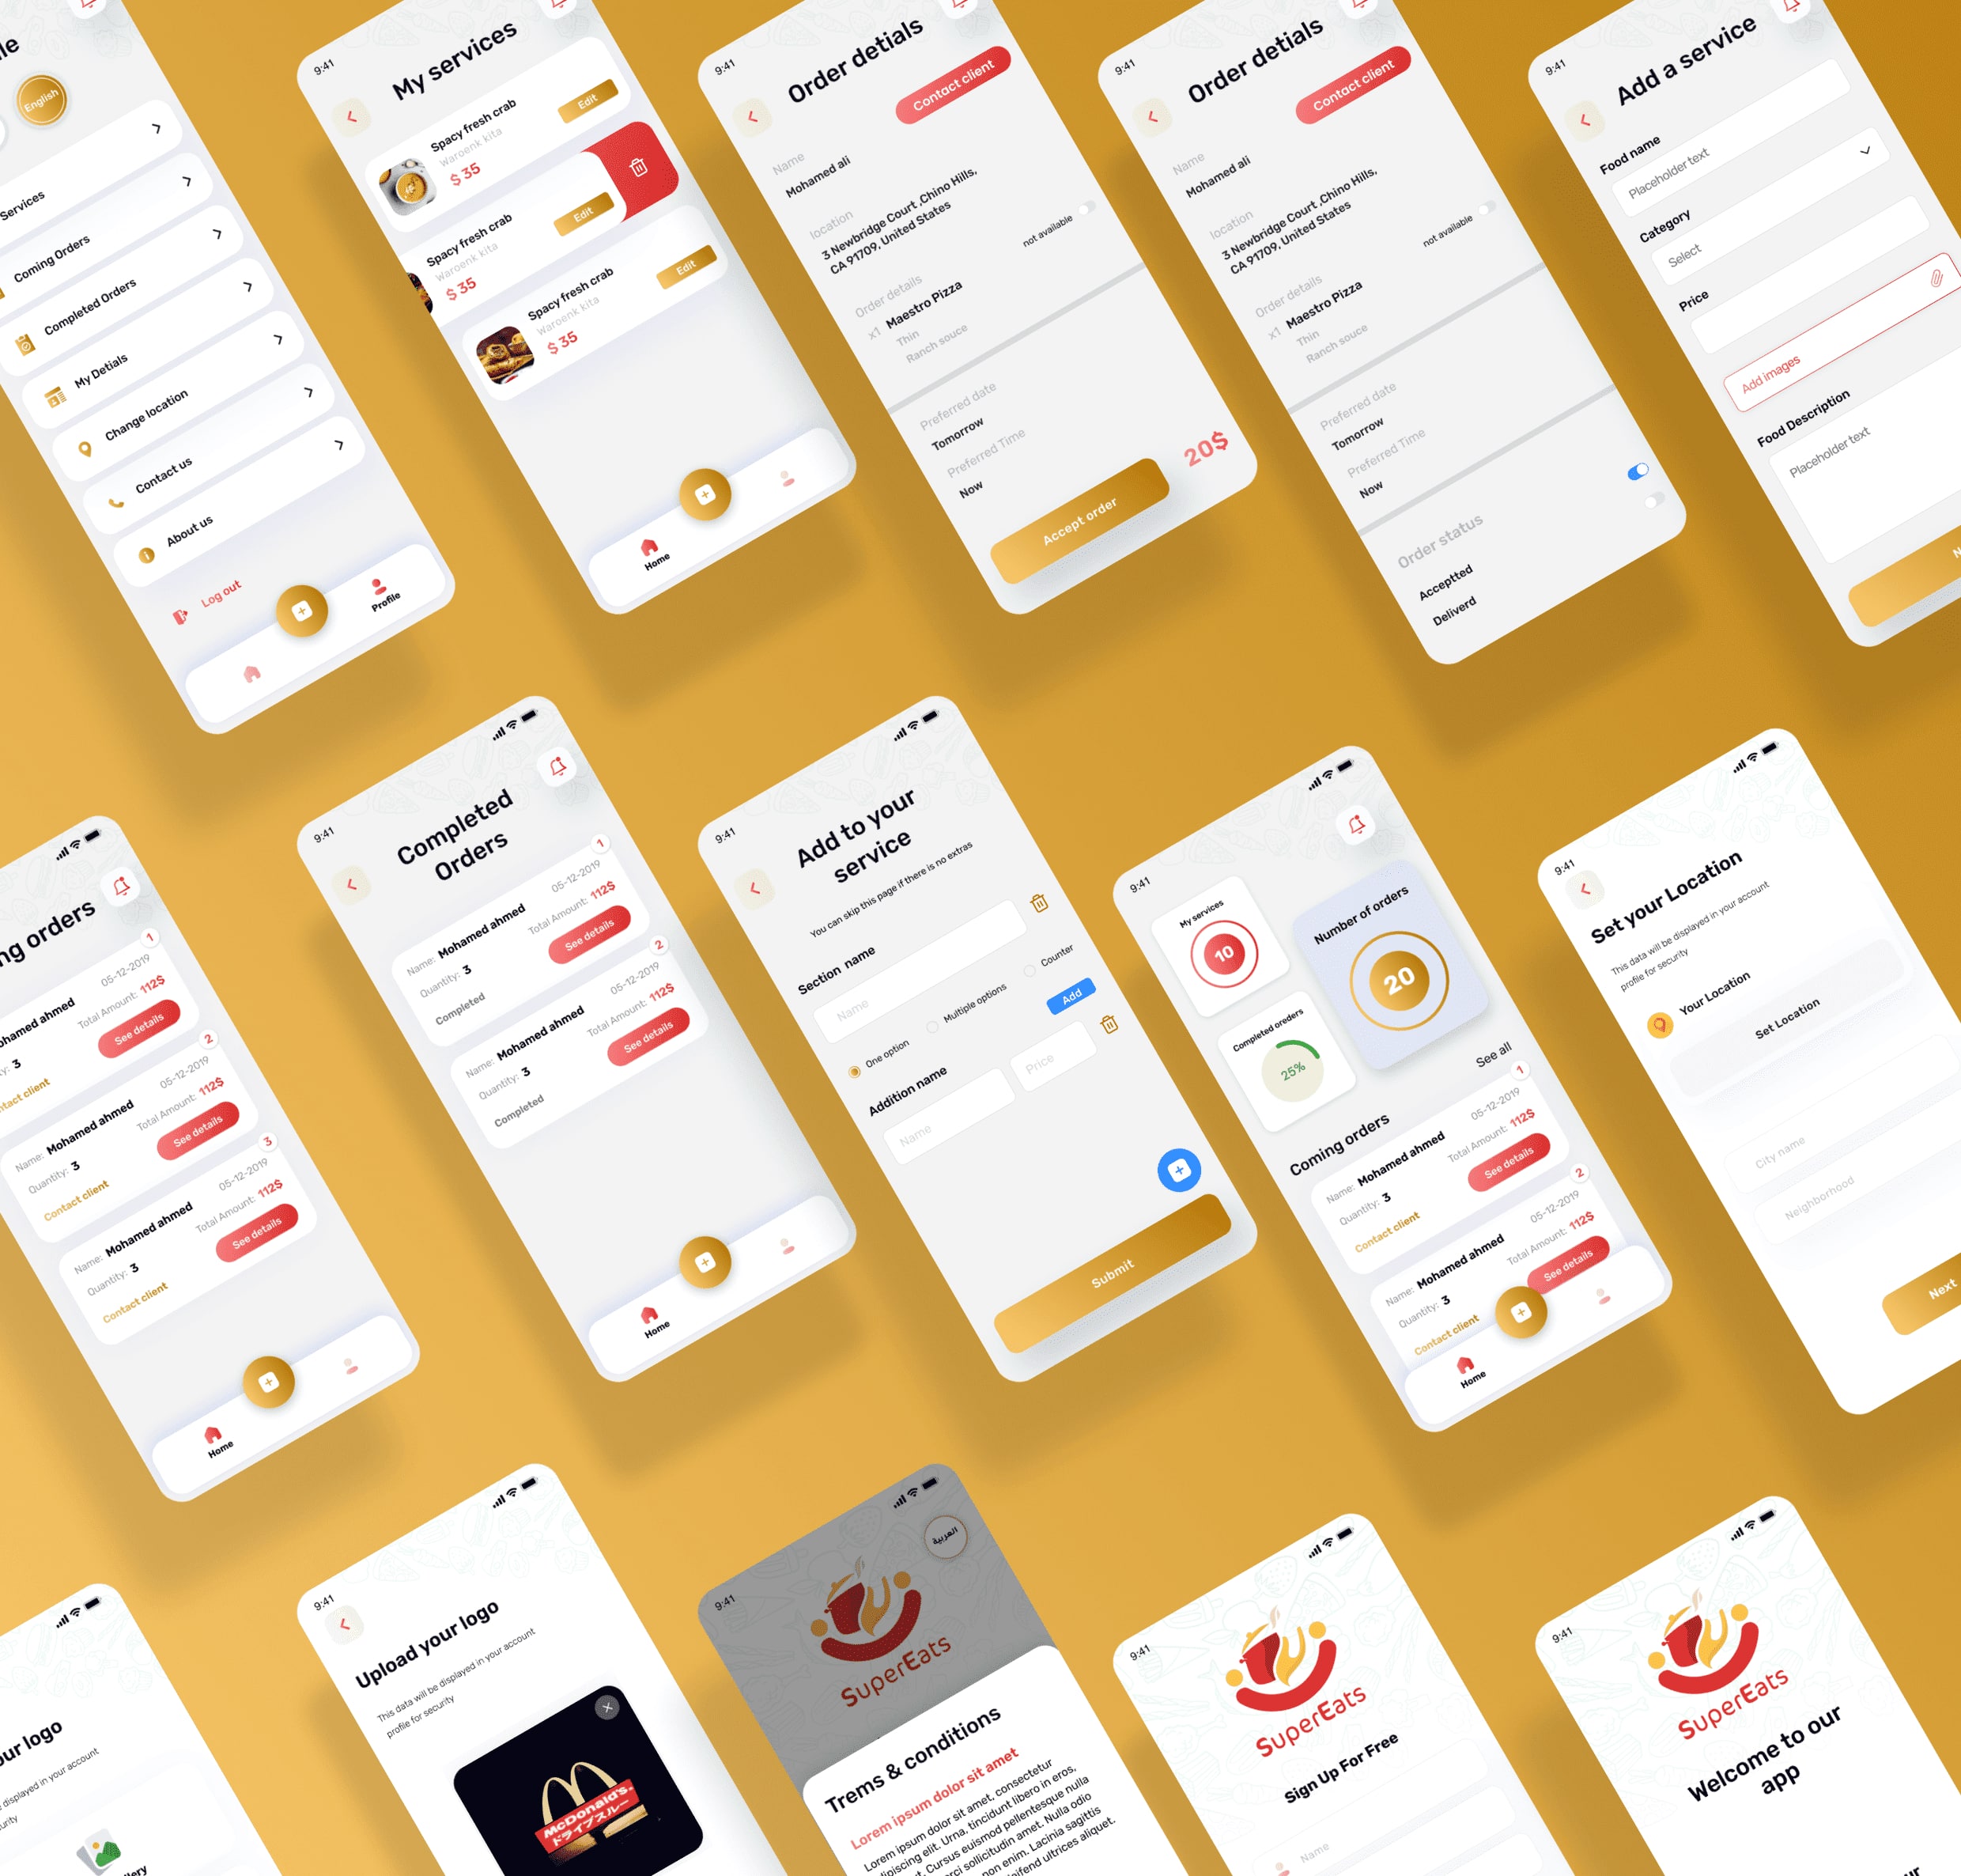 English
Services
Coming Orders
Completed Orders
My Detials
Change location
Contact us
About us
Log out
Profile
9:41
My services
Spacy fresh crab
Waroenk kita
$ 35
Edit
Spacy fresh crab
Waroenk kita
$ 35
Edit
Spacy fresh crab
Waroenk kita
$ 35
Edit
Home
9:41
Order detials
Contact client
Name
Mohamed ali
location
3 Newbridge Court ,Chino Hills,
CA 91709, United States
not available
Order details
x1 Maestro Pizza
Thin
Ranch souce
Preferred date
Tomorrow
Preferred Time
Now
Accept order
20$
9:41
Order detials
Contact client
Name
Mohamed ali
location
3 Newbridge Court ,Chino Hills,
CA 91709, United States
not available
Order details
x1 Maestro Pizza
Thin
Ranch souce
Preferred date
Tomorrow
Preferred Time
Now
Order status
Acceptted
Deliverd
9:41
Add a service
Food name
Placeholder text
Category
Select
Price
Add images
Food Description
Placeholder text
orders
1
05-12-2019
ahmed
Total Amount: 112$
3
See details
client
2
05-12-2019
Name: Mohamed ahmed
Total Amount: 112$
Quantity: 3
See details
Contact client
3
05-12-2019
Name: Mohamed ahmed
Total Amount: 112$
Quantity: 3
See details
Contact client
Home
9:41
Completed
Orders
1
05-12-2019
Name: Mohamed ahmed
Total Amount: 112$
Quantity: 3
See details
Completed
2
05-12-2019
Name: Mohamed ahmed
Total Amount: 112$
Quantity: 3
See details
Completed
Home
9:41
Add to your
service
You can skip this page if there is no extras
Section name
Name
One option
Multiple options
Counter
Add
Addition name
Name
Price
Submit
9:41
My services
10
Number of orders
20
Completed oreders
25%
Coming orders
See all
1
05-12-2019
Name: Mohamed ahmed
Total Amount: 112$
Quantity: 3
See details
Contact client
2
05-12-2019
Name: Mohamed ahmed
Total Amount: 112$
Quantity: 3
See details
Contact client
Home
9:41
Set your Location
This data will be displayed in your account
profile for security
Your Location
Set Location
City name
Neighborhood
Next
logo
displayed in your account
9:41
Upload your logo
This data will be displayed in your account
profile for security
McDonald's
ドライブスルー
9:41
العربية
SuperEats
Trems & conditions
Lorem ipsum dolor sit amet
Lorem ipsum dolor sit amet, consectetur
adipiscing elit. Urna, tincidunt libero in eros,
Cursus euismod pellentesque nulla
orci sollicitudin amet. Nulla odio
non enim. Lacinia sagittis
eleifend ultrices aliquet.
9:41
SuperEats
Sign Up For Free
Name
9:41
SuperEats
Welcome to our
app